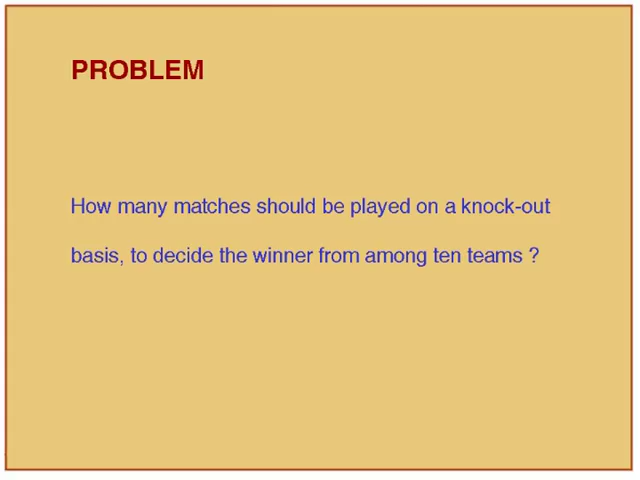 PROBLEM
How many matches should be played on a knock-out
basis, to decide the winner from among ten teams ?